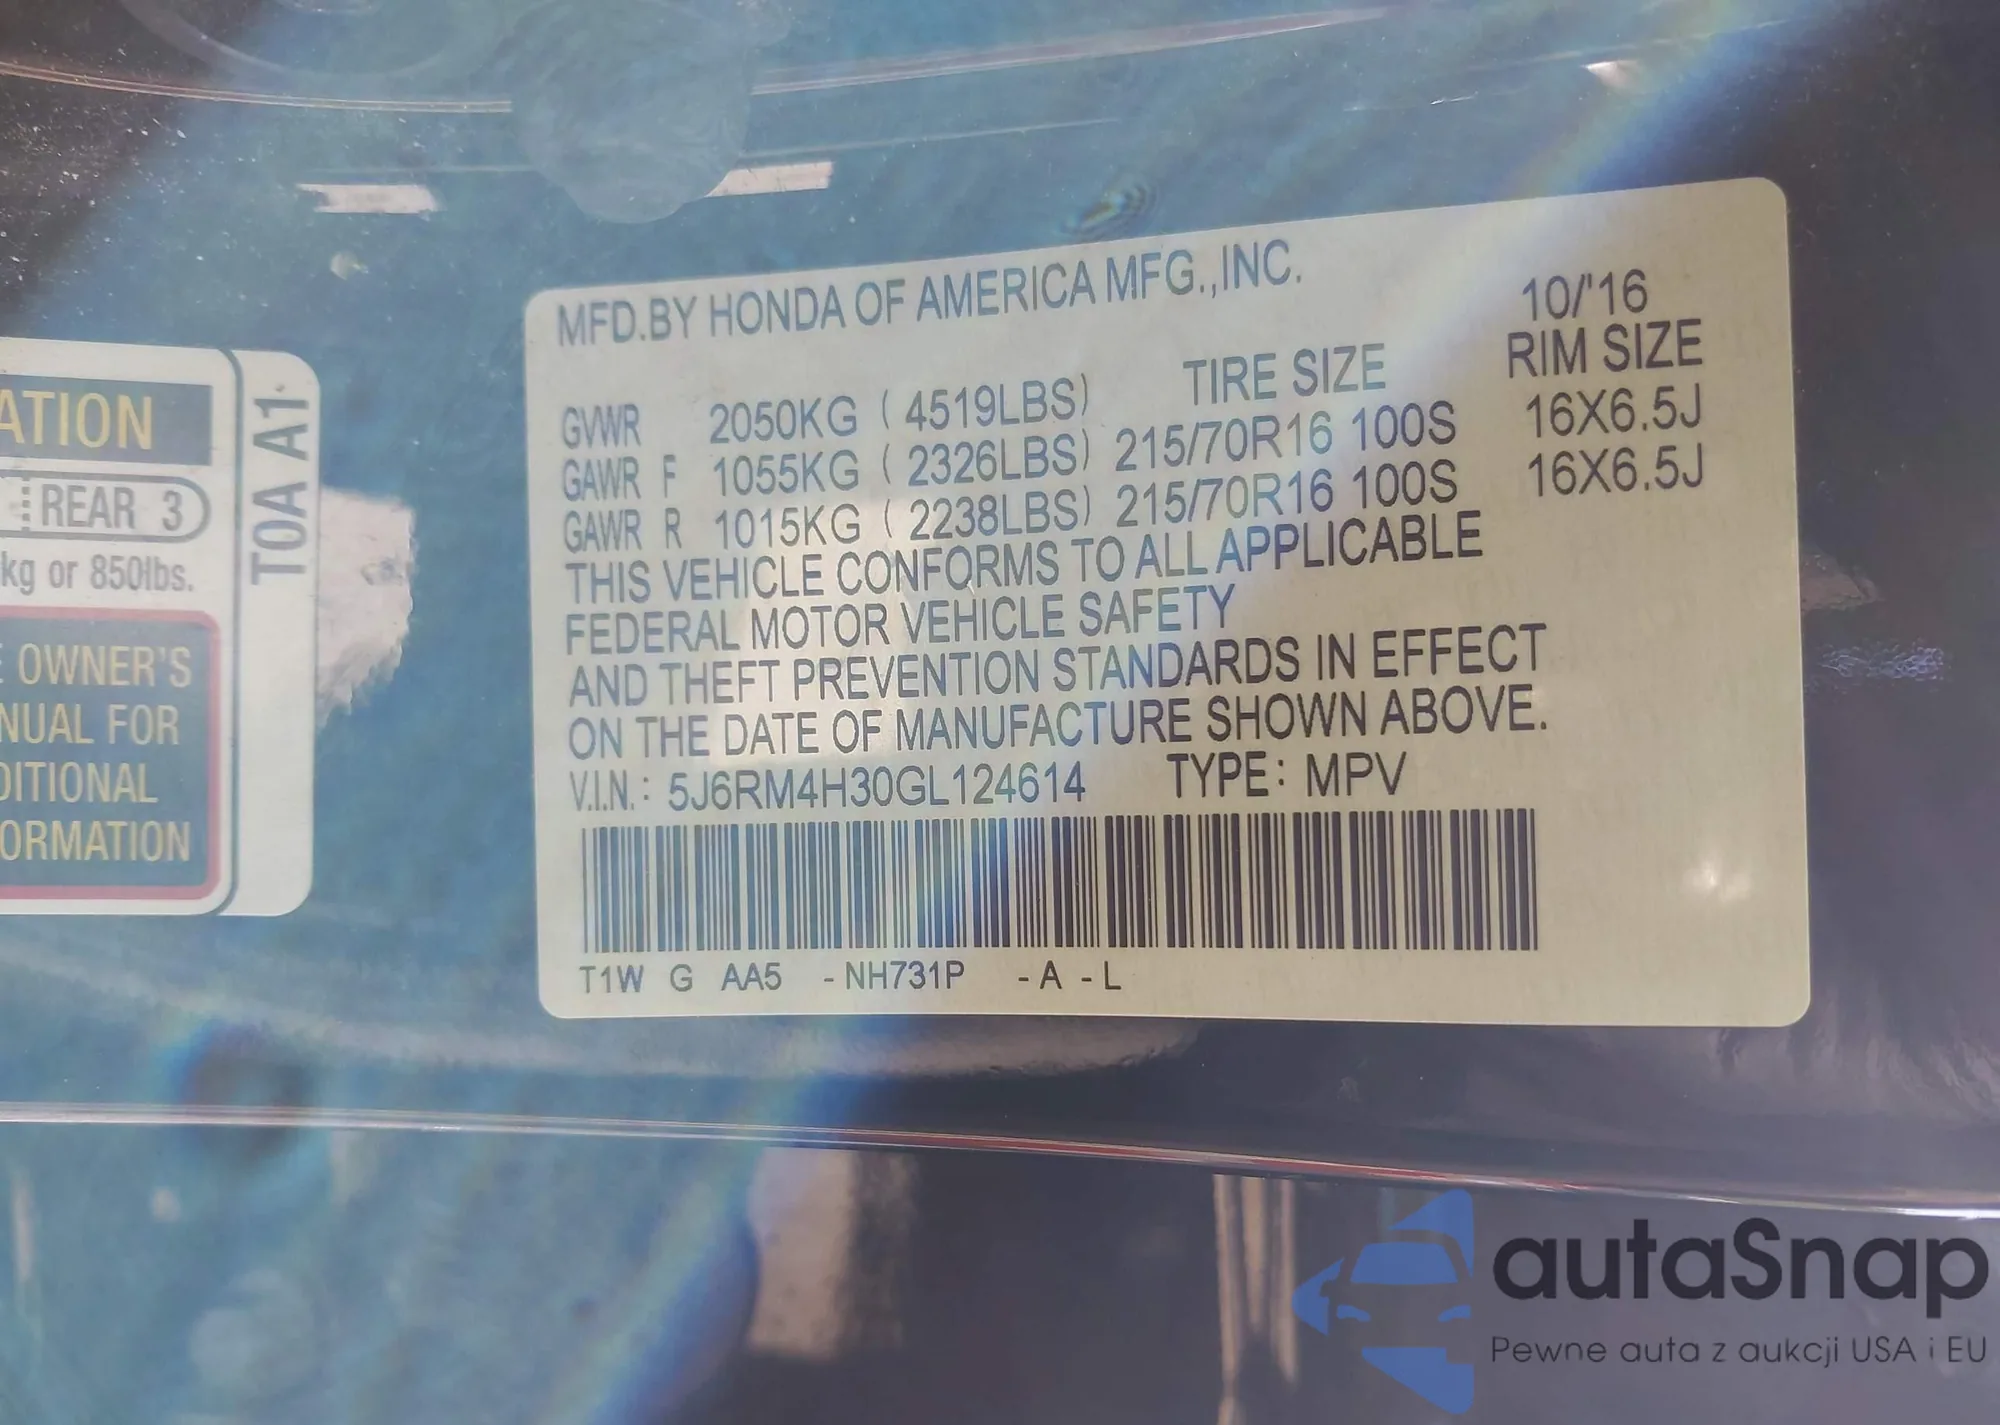 MFD.BY HONDA OF AMERICA MFG.,INC. 10/'16
TIRE SIZE RIM SIZE
GVWR 2050KG ( 4519LBS)
GAWR F 1055KG ( 2326LBS) 215/70R16 100S 16X6.5J
GAWR R 1015KG ( 2238LBS) 215/70R16 100S 16X6.5J
THIS VEHICLE CONFORMS TO ALL APPLICABLE
FEDERAL MOTOR VEHICLE SAFETY
AND THEFT PREVENTION STANDARDS IN EFFECT
ON THE DATE OF MANUFACTURE SHOWN ABOVE.
V.I.N.: 5J6RM4H30GL124614 TYPE: MPV
T1W G AA5 -NH731P -A -L
ATION
REAR 3
kg or 850lbs.
E OWNER'S
NUAL FOR
DITIONAL
ORMATION
T0A A1
autaSnap
Pewne auta z aukcji USA i EU